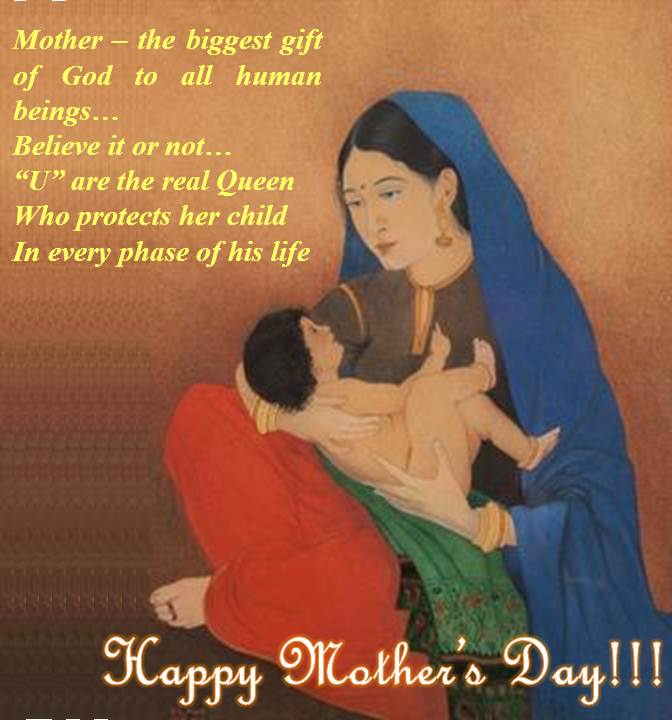 Mother – the biggest gift
of God to all human
beings…
Believe it or not…
“U” are the real Queen
Who protects her child
In every phase of his life
Happy Mother's Day!!!